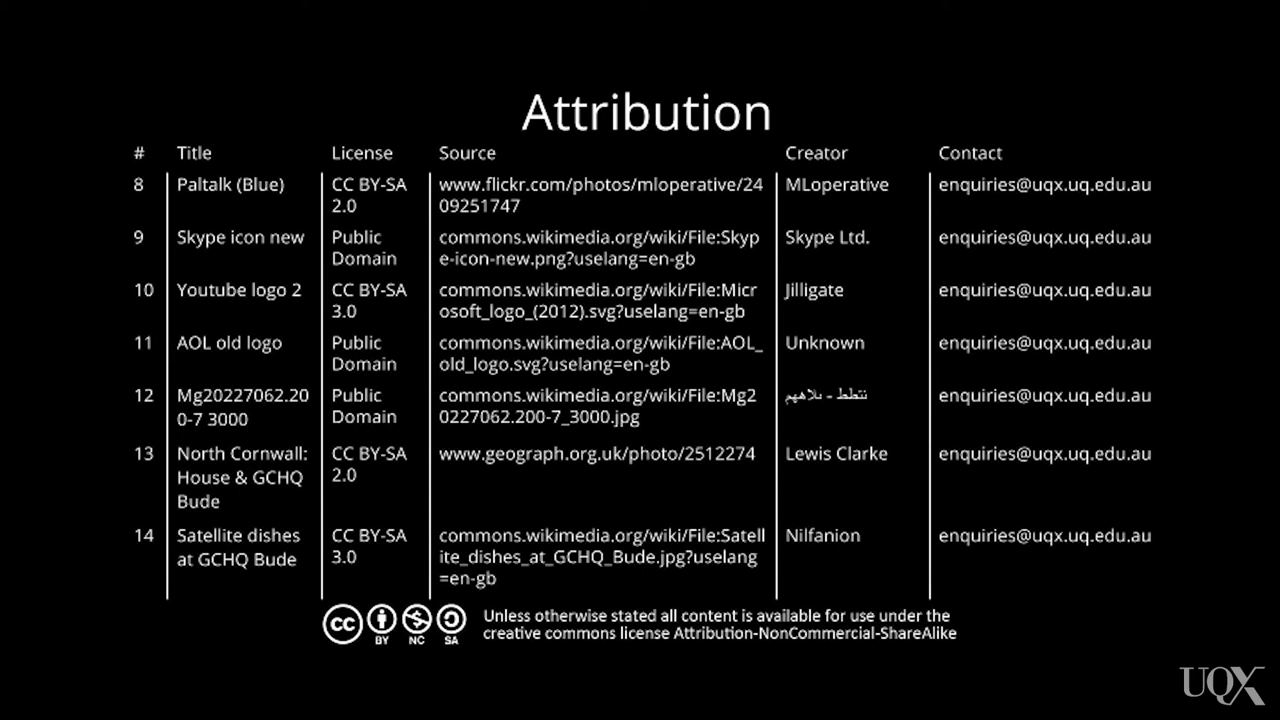 Attribution
# Title License Source Creator Contact
8 Paltalk (Blue) CC BY-SA www.flickr.com/photos/mloperative/24 MLoperative enquiries@uqx.uq.edu.au
2.0 09251747
9 Skype icon new Public commons.wikimedia.org/wiki/File:Skyp Skype Ltd. enquiries@uqx.uq.edu.au
Domain e-icon-new.png?uselang=en-gb
10 Youtube logo 2 CC BY-SA commons.wikimedia.org/wiki/File:Micr Jilligate enquiries@uqx.uq.edu.au
3.0 osoft_logo_(2012).svg?uselang=en-gb
11 AOL old logo Public commons.wikimedia.org/wiki/File:AOL_ Unknown enquiries@uqx.uq.edu.au
Domain old_logo.svg?uselang=en-gb
12 Mg20227062.20 Public commons.wikimedia.org/wiki/File:Mg2 enquiries@uqx.uq.edu.au
0-7 3000 Domain 0227062.200-7_3000.jpg
13 North Cornwall: CC BY-SA www.geograph.org.uk/photo/2512274 Lewis Clarke enquiries@uqx.uq.edu.au
House & GCHQ 2.0
Bude
14 Satellite dishes CC BY-SA commons.wikimedia.org/wiki/File:Satell Nilfanion enquiries@uqx.uq.edu.au
at GCHQ Bude 3.0 ite_dishes_at_GCHQ_Bude.jpg?uselang
=en-gb
cc BY NC SA Unless otherwise stated all content is available for use under the
creative commons license Attribution-NonCommercial-ShareAlike
UQX